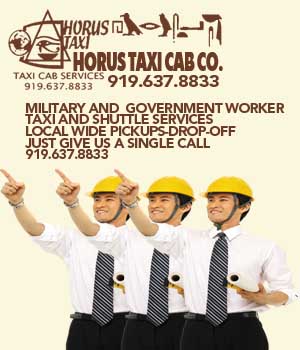 HORUS
TAXI
TAXI CAB SERVICES
919.637.8833
HORUS TAXI CAB CO.
919.637.8833
MILITARY AND GOVERNMENT WORKER
TAXI AND SHUTTLE SERVICES
LOCAL WIDE PICKUPS-DROP-OFF
JUST GIVE US A SINGLE CALL
919.637.8833